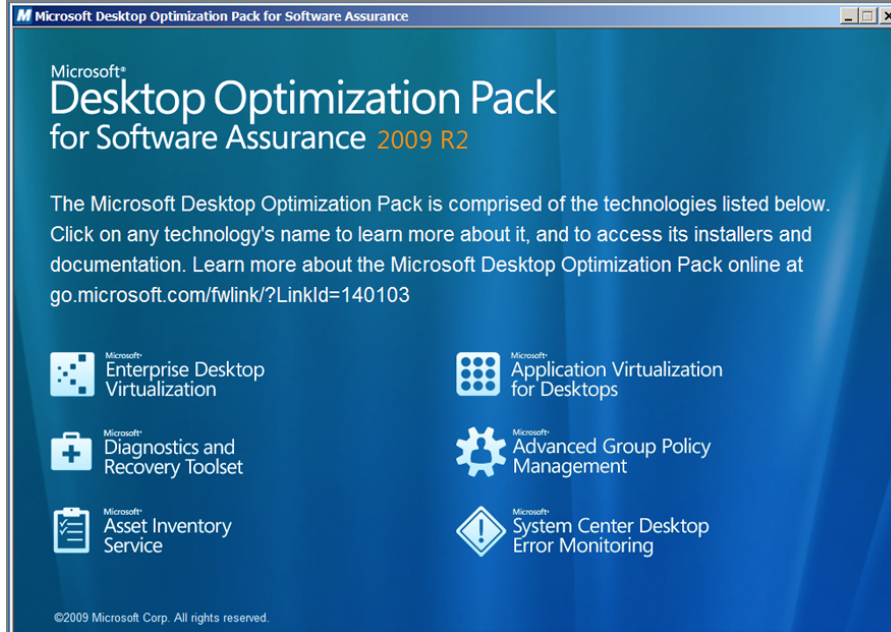 Microsoft Desktop Optimization Pack for Software Assurance
Microsoft®
Desktop Optimization Pack
for Software Assurance 2009 R2
The Microsoft Desktop Optimization Pack is comprised of the technologies listed below.
Click on any technology's name to learn more about it, and to access its installers and
documentation. Learn more about the Microsoft Desktop Optimization Pack online at
go.microsoft.com/fwlink/?LinkId=140103
Microsoft®
Enterprise Desktop
Virtualization
Microsoft®
Application Virtualization
for Desktops
Microsoft®
Diagnostics and
Recovery Toolset
Microsoft®
Advanced Group Policy
Management
Microsoft®
Asset Inventory
Service
Microsoft®
System Center Desktop
Error Monitoring
©2009 Microsoft Corp. All rights reserved.